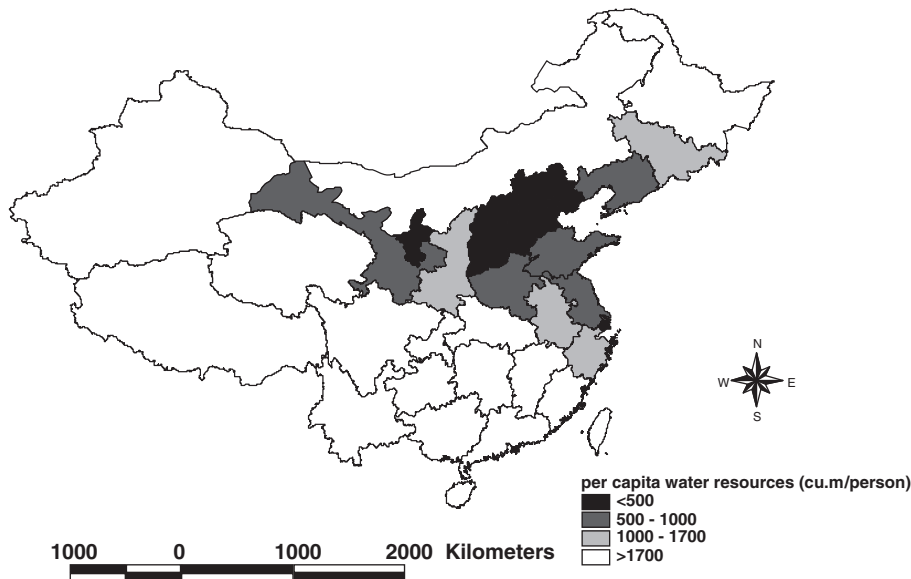 N
W E
S
per capita water resources (cu.m/person)
<500
500 - 1000
1000 - 1700
>1700
1000 0 1000 2000 Kilometers